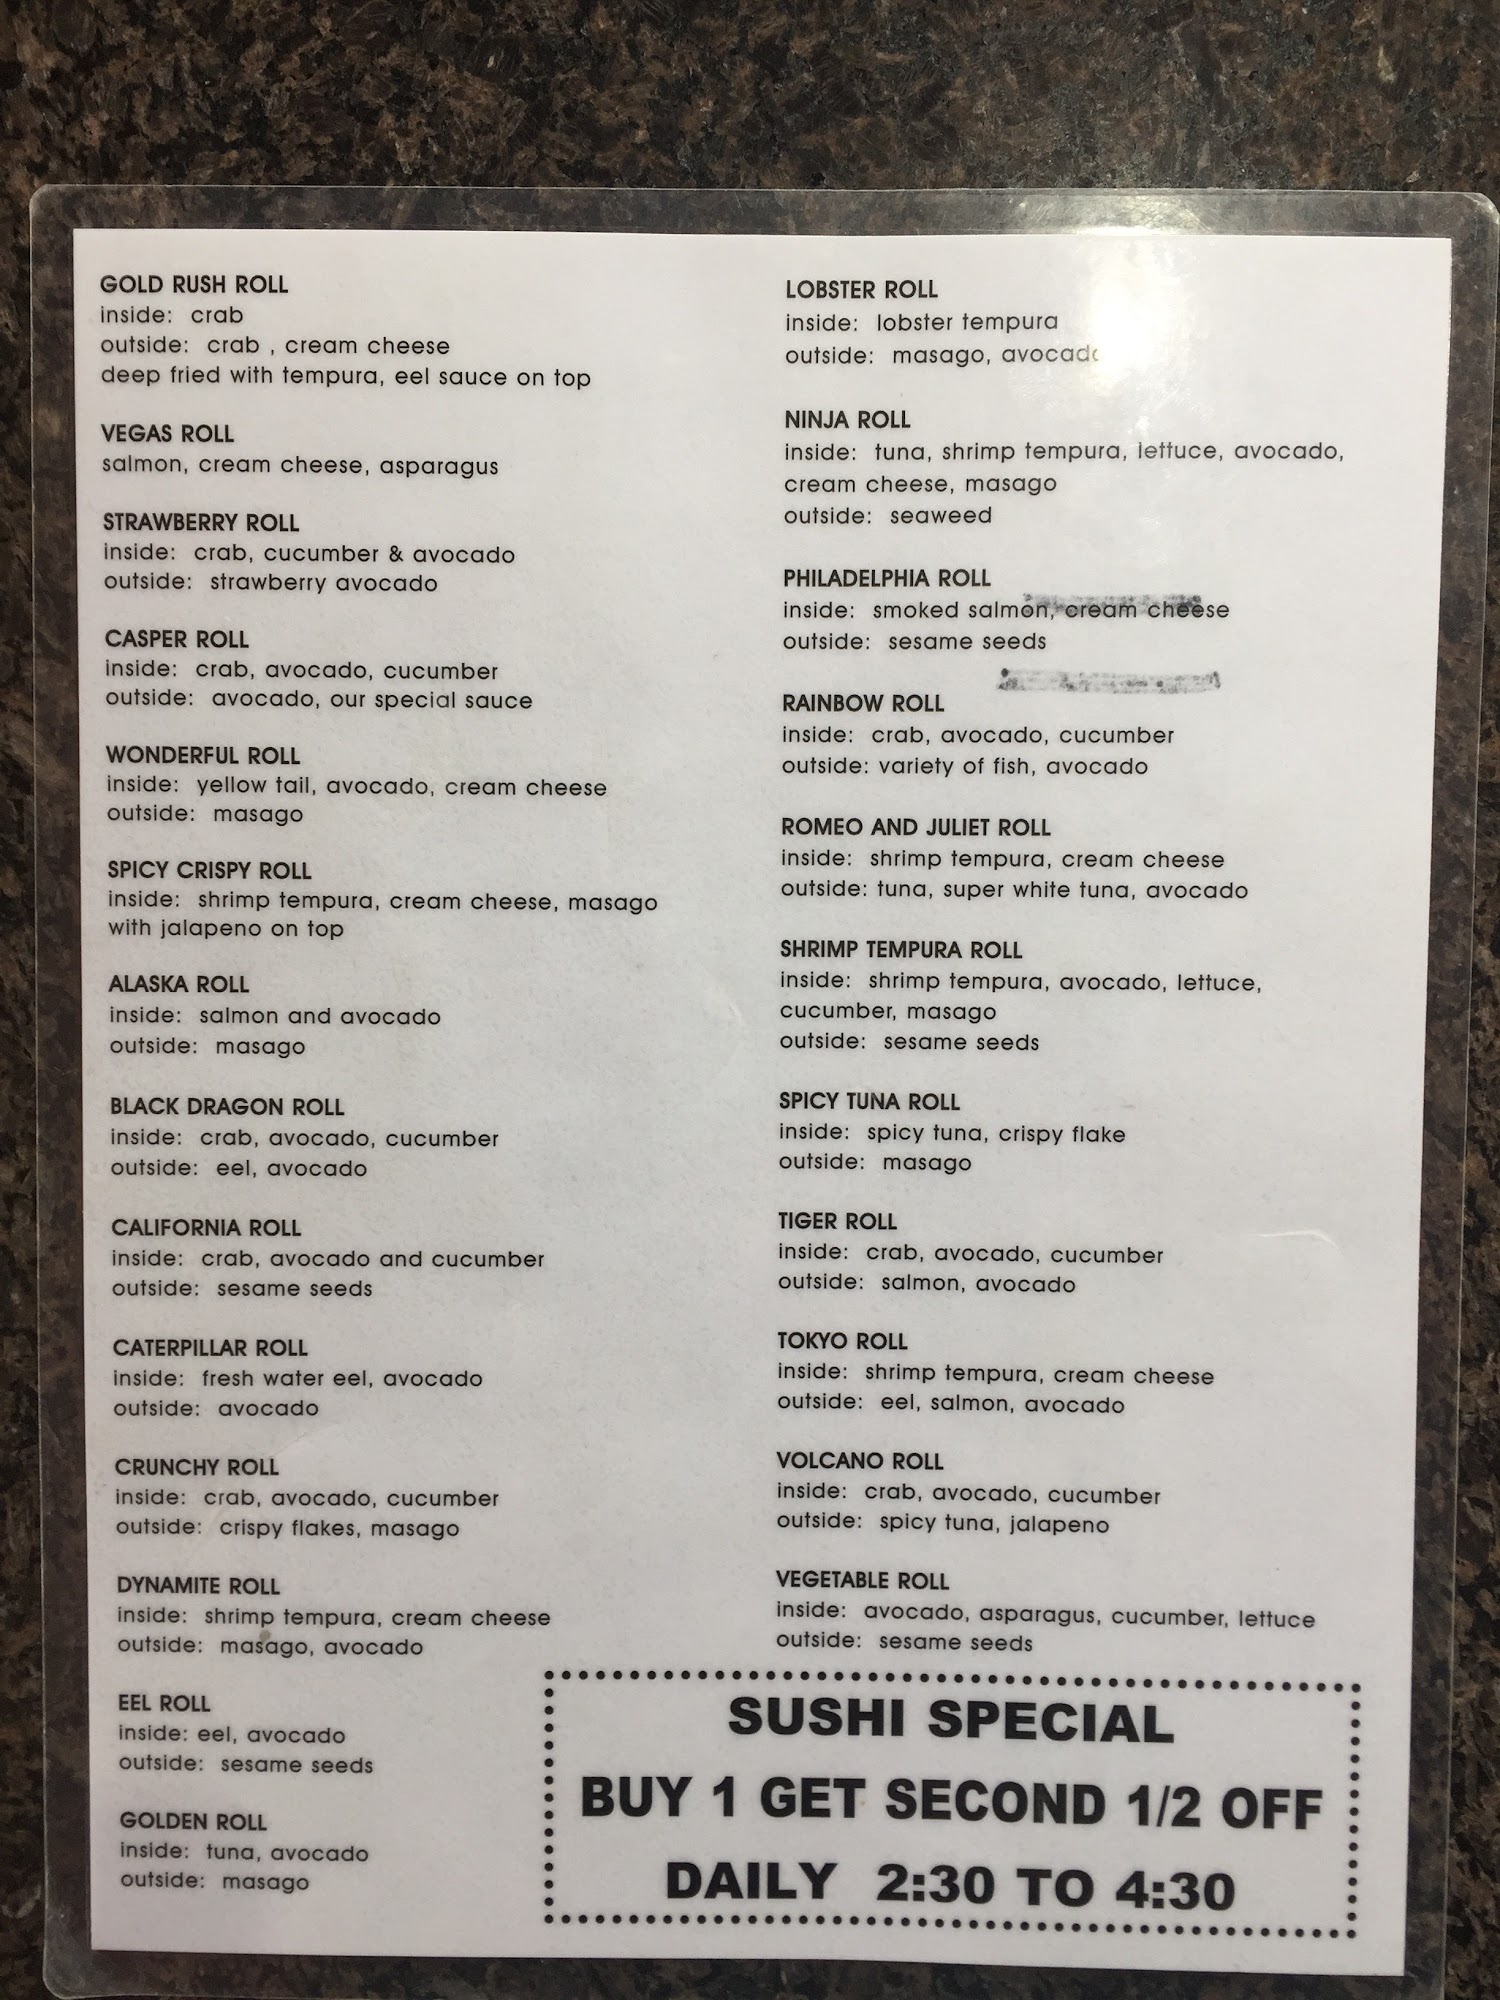 GOLD RUSH ROLL
inside: crab
outside: crab , cream cheese
deep fried with tempura, eel sauce on top
VEGAS ROLL
salmon, cream cheese, asparagus
STRAWBERRY ROLL
inside: crab, cucumber & avocado
outside: strawberry avocado
CASPER ROLL
inside: crab, avocado, cucumber
outside: avocado, our special sauce
WONDERFUL ROLL
inside: yellow tail, avocado, cream cheese
outside: masago
SPICY CRISPY ROLL
inside: shrimp tempura, cream cheese, masago
with jalapeno on top
ALASKA ROLL
inside: salmon and avocado
outside: masago
BLACK DRAGON ROLL
inside: crab, avocado, cucumber
outside: eel, avocado
CALIFORNIA ROLL
inside: crab, avocado and cucumber
outside: sesame seeds
CATERPILLAR ROLL
inside: fresh water eel, avocado
outside: avocado
CRUNCHY ROLL
inside: crab, avocado, cucumber
outside: crispy flakes, masago
DYNAMITE ROLL
inside: shrimp tempura, cream cheese
outside: masago, avocado
EEL ROLL
inside: eel, avocado
outside: sesame seeds
GOLDEN ROLL
inside: tuna, avocado
outside: masago
LOBSTER ROLL
inside: lobster tempura
outside: masago, avocado
NINJA ROLL
inside: tuna, shrimp tempura, lettuce, avocado,
cream cheese, masago
outside: seaweed
PHILADELPHIA ROLL
inside: smoked salmon, cream cheese
outside: sesame seeds
RAINBOW ROLL
inside: crab, avocado, cucumber
outside: variety of fish, avocado
ROMEO AND JULIET ROLL
inside: shrimp tempura, cream cheese
outside: tuna, super white tuna, avocado
SHRIMP TEMPURA ROLL
inside: shrimp tempura, avocado, lettuce,
cucumber, masago
outside: sesame seeds
SPICY TUNA ROLL
inside: spicy tuna, crispy flake
outside: masago
TIGER ROLL
inside: crab, avocado, cucumber
outside: salmon, avocado
TOKYO ROLL
inside: shrimp tempura, cream cheese
outside: eel, salmon, avocado
VOLCANO ROLL
inside: crab, avocado, cucumber
outside: spicy tuna, jalapeno
VEGETABLE ROLL
inside: avocado, asparagus, cucumber, lettuce
outside: sesame seeds
SUSHI SPECIAL
BUY 1 GET SECOND 1/2 OFF
DAILY 2:30 TO 4:30